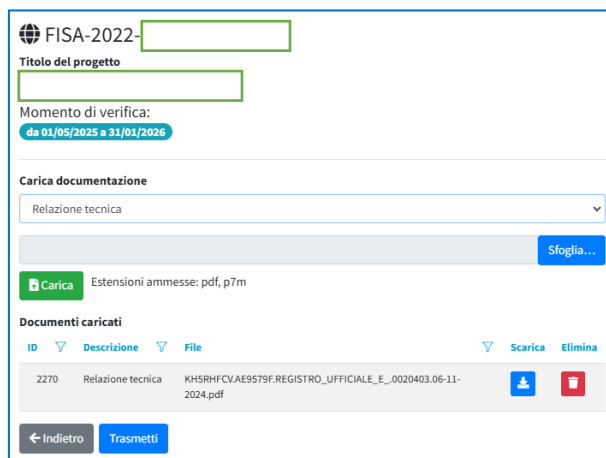 FISA-2022-
Titolo del progetto
Momento di verifica:
da 01/05/2025 a 31/01/2026
Carica documentazione
Relazione tecnica
Sfoglia...
Carica Estensioni ammesse: pdf, p7m
Documenti caricati
ID Descrizione File Scarica Elimina
2270 Relazione tecnica KH5RHFCV.AE9579F.REGISTRO_UFFICIALE_E_.0020403.06-11-
2024.pdf
Indietro Trasmetti